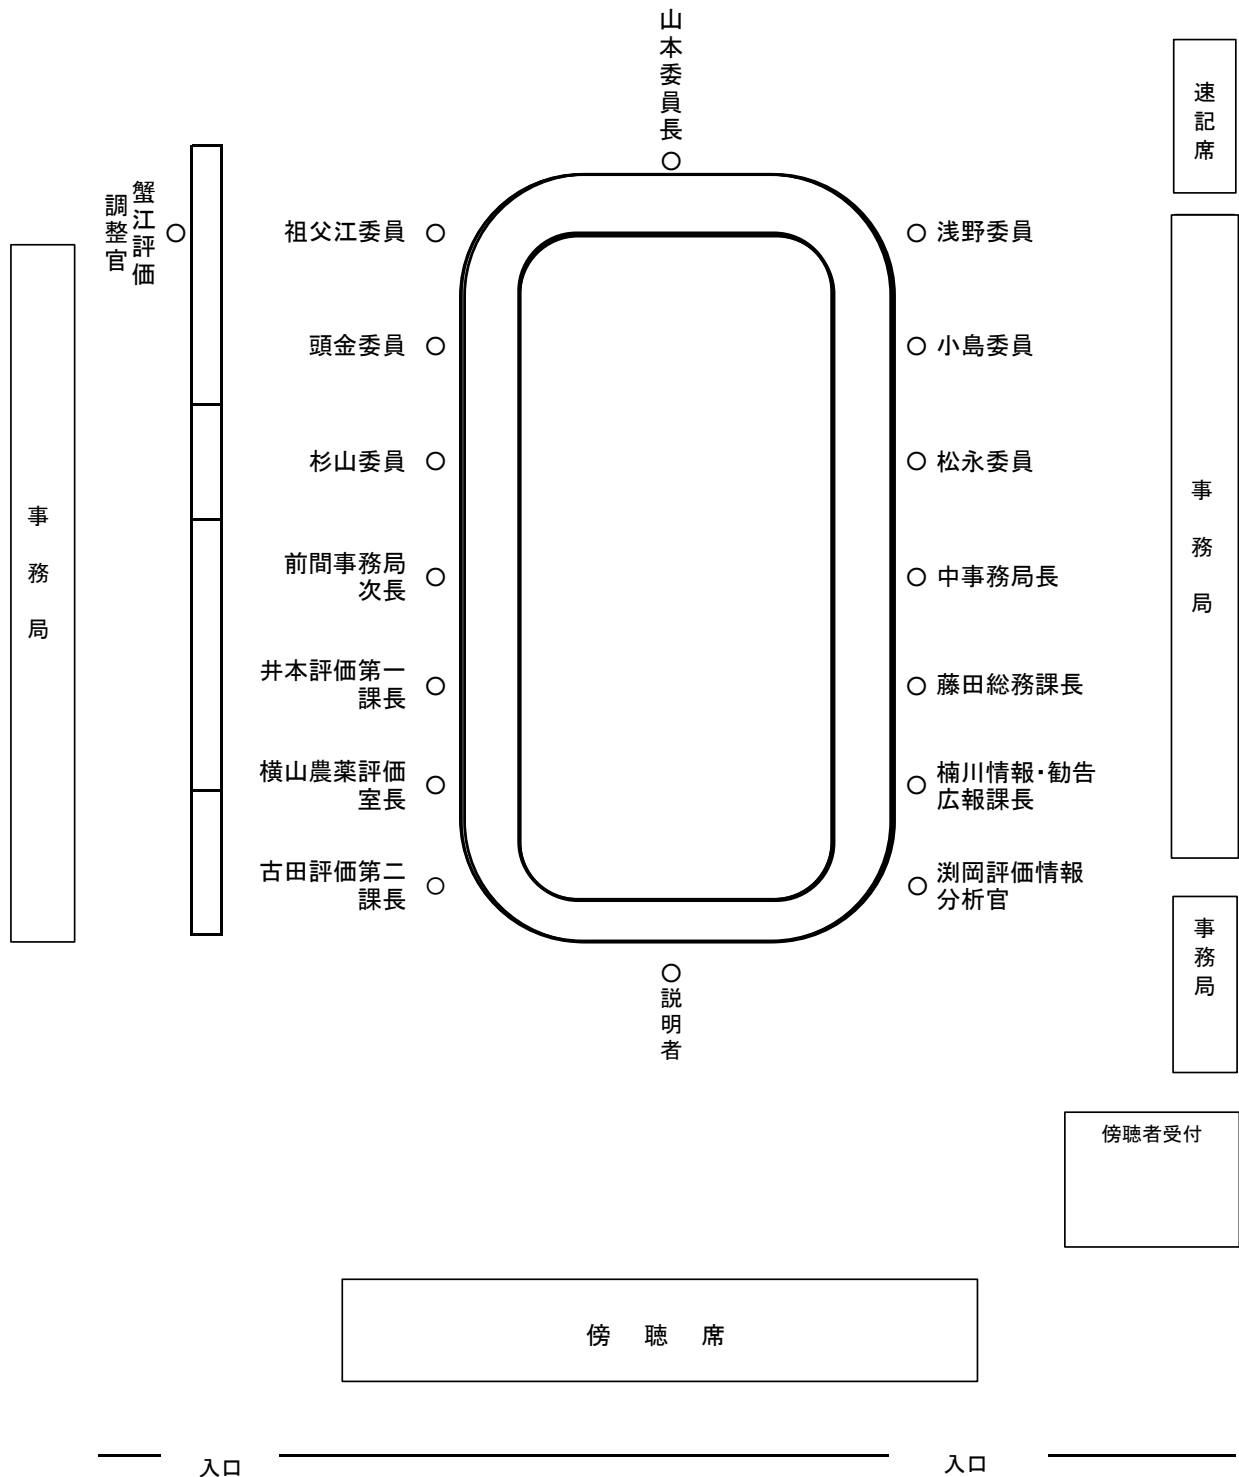 山本委員長
速記席
蟹江評価
調整官
祖父江委員
浅野委員
頭金委員
小島委員
杉山委員
松永委員
事務局
事務局
前間事務局
次長
中事務局長
井本評価第一
課長
藤田総務課長
横山農薬評価
室長
楠川情報・勧告
広報課長
古田評価第二
課長
渕岡評価情報
分析官
事務局
説明者
傍聴者受付
傍聴席
入口
入口